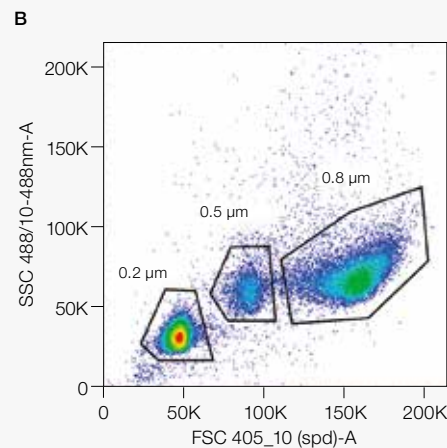 B
200K
150K
100K
50K
0
SSC 488/10-488nm-A
0.2 µm
0.5 µm
0.8 µm
0
50K
100K
150K
200K
FSC 405_10 (spd)-A